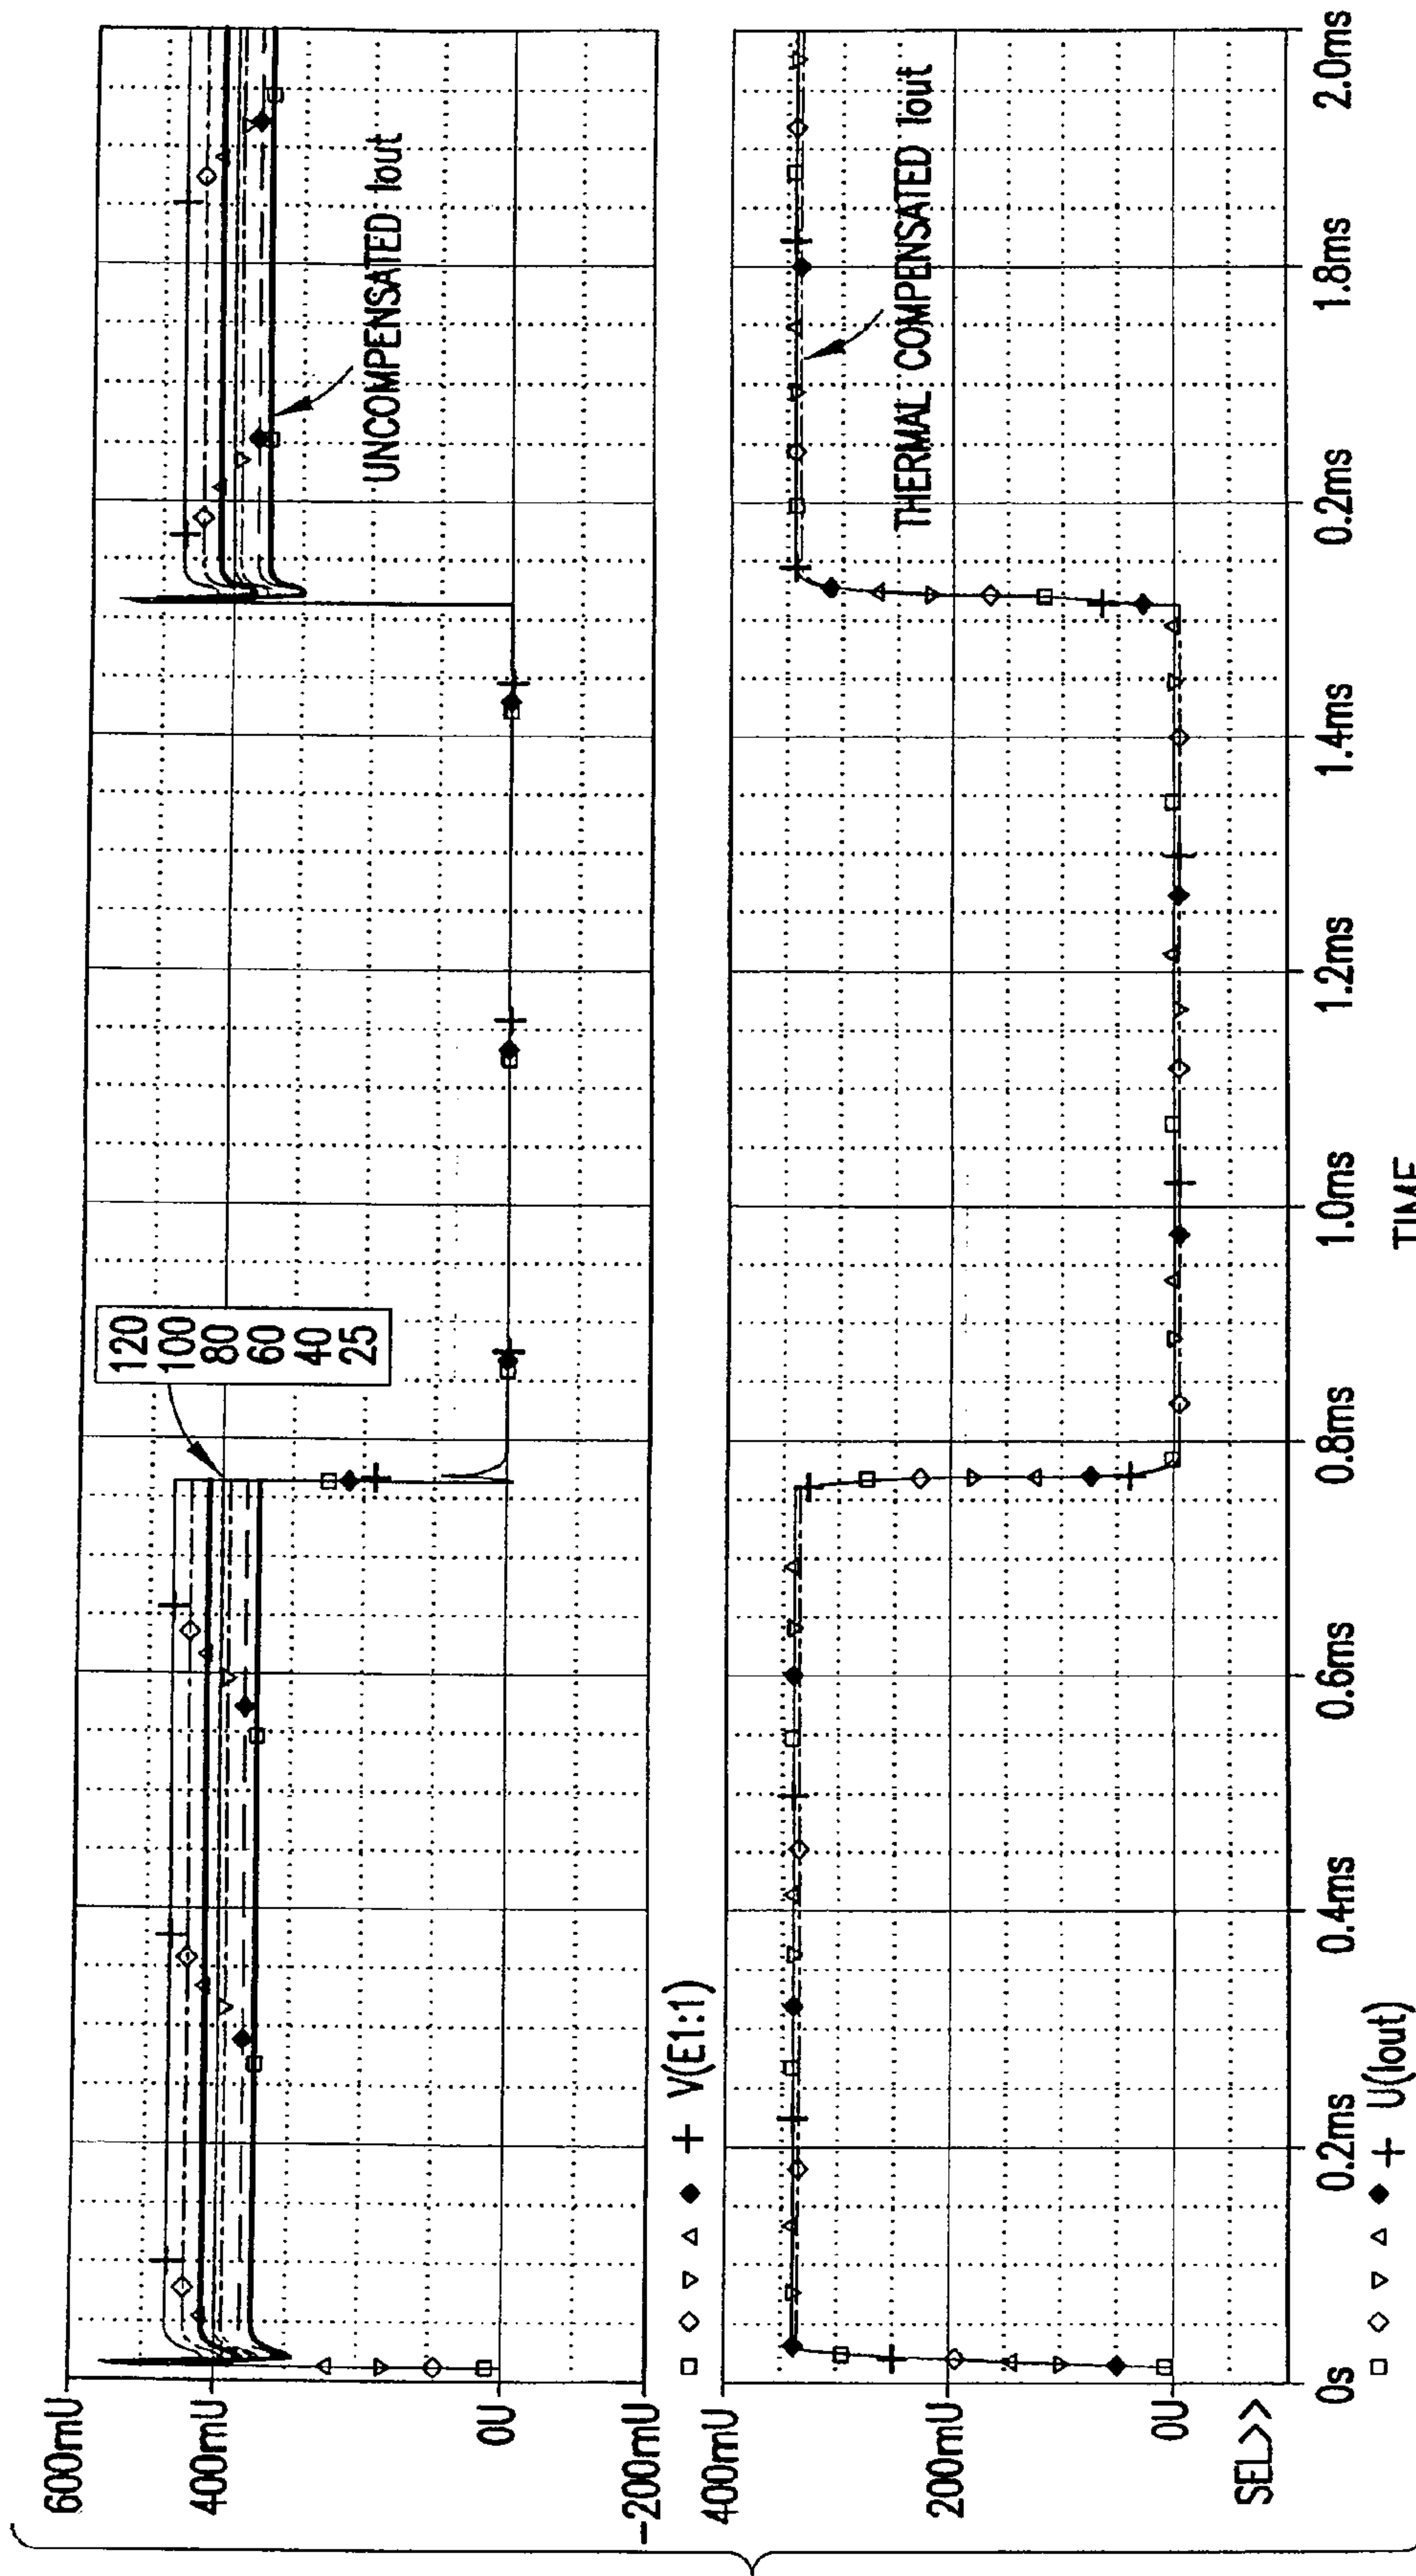 600mU
400mU
0U
-200mU
120
100
80
60
40
25
UNCOMPENSATED Iout
□ ◇ ▽ △ ◆ + V(E1:1)
400mU
200mU
0U
SEL>>
THERMAL COMPENSATED Iout
0s 0.2ms 0.4ms 0.6ms 0.8ms 1.0ms 1.2ms 1.4ms 0.2ms 1.8ms 2.0ms
□ ◇ ▽ △ ◆ + U(Iout)
TIME